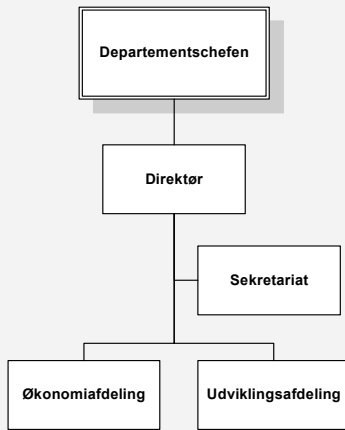 Departementschefen
Direktør
Sekretariat
Økonomiafdeling
Udviklingsafdeling